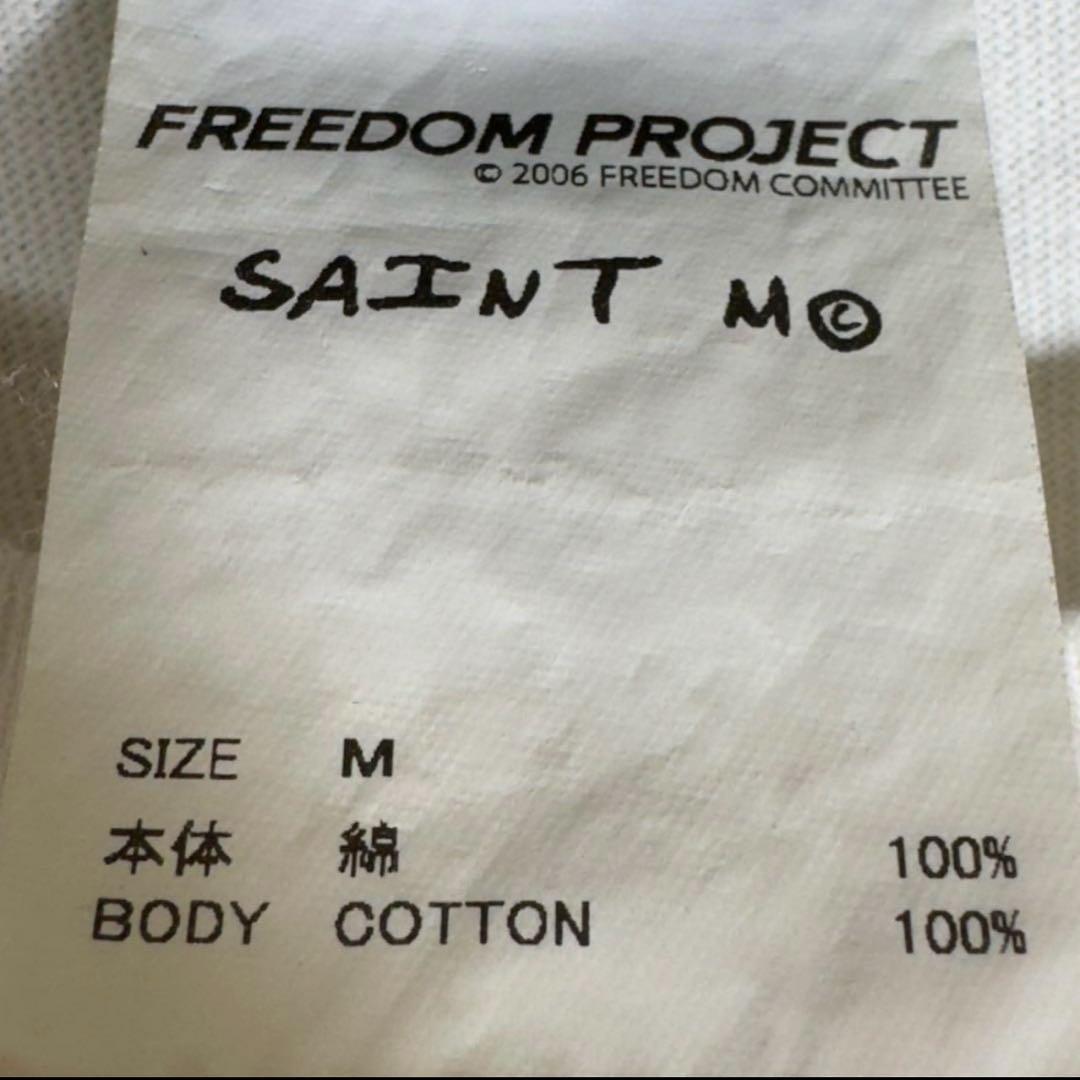 FREEDOM PROJECT
© 2006 FREEDOM COMMITTEE
SAINT M©
SIZE M
本体 綿 100%
BODY COTTON 100%